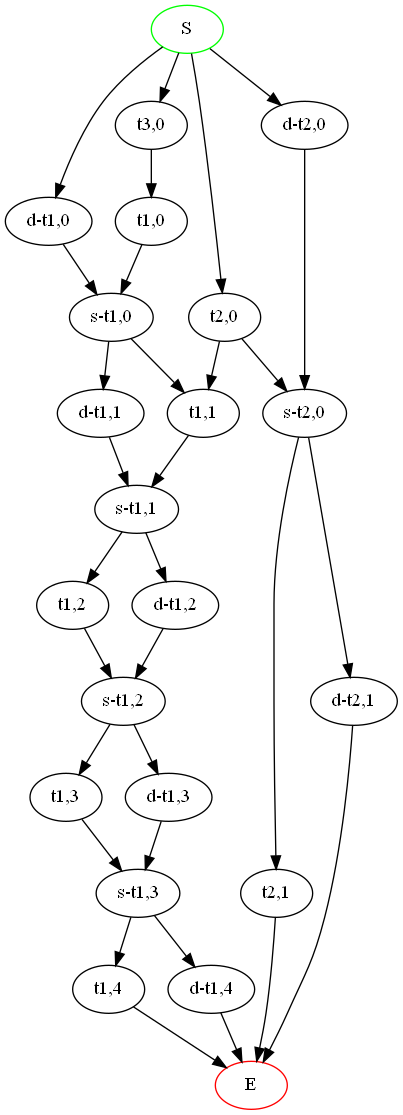 S
t3,0
d-t2,0
d-t1,0
t1,0
s-t1,0
t2,0
d-t1,1
t1,1
s-t2,0
s-t1,1
t1,2
d-t1,2
s-t1,2
d-t2,1
t1,3
d-t1,3
s-t1,3
t2,1
t1,4
d-t1,4
E